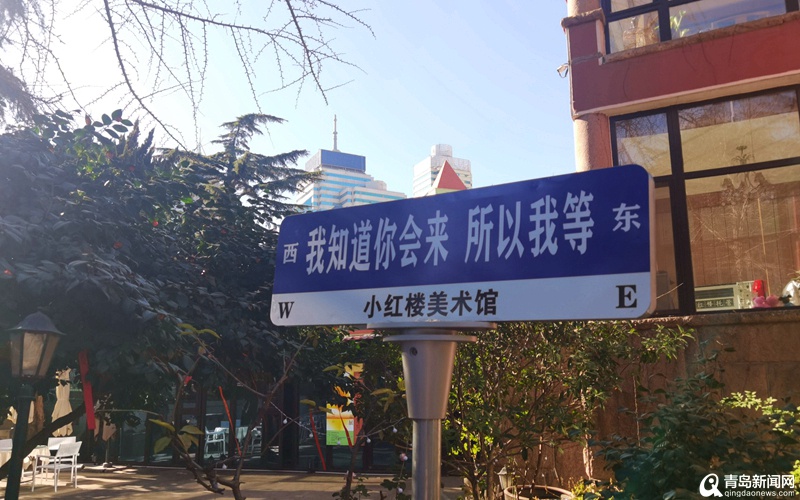 西 我知道你会来 所以我等 东
W 小红楼美术馆 E
青岛新闻网
qingdaonews.com